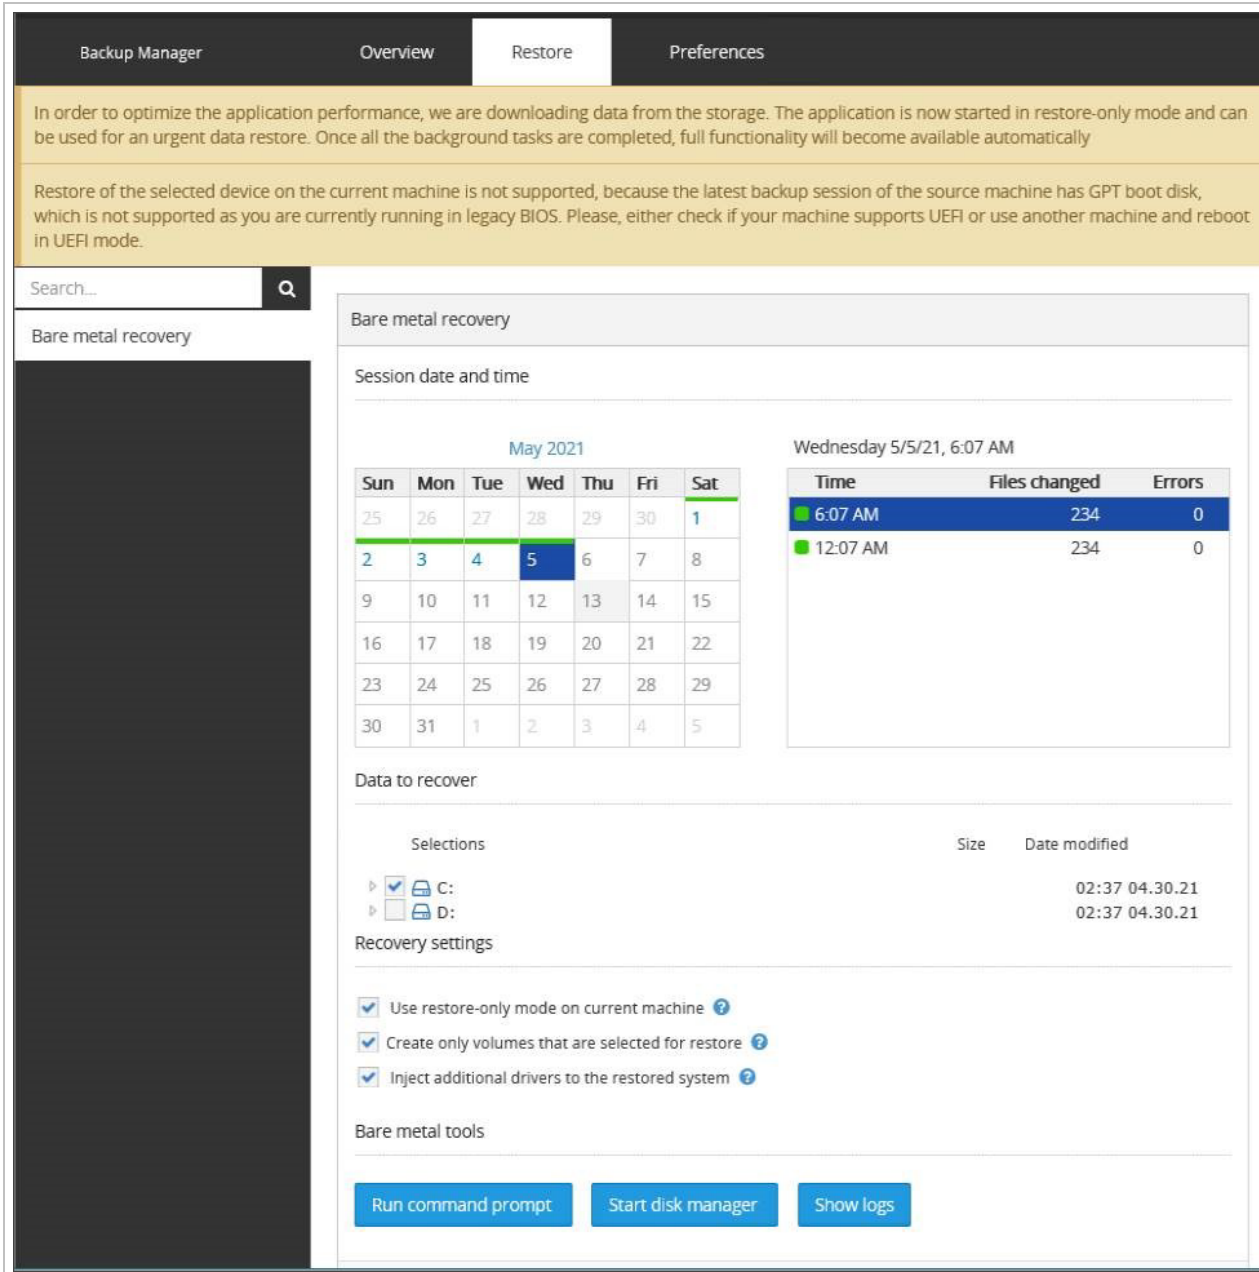 Backup Manager Overview Restore Preferences
In order to optimize the application performance, we are downloading data from the storage. The application is now started in restore-only mode and can
be used for an urgent data restore. Once all the background tasks are completed, full functionality will become available automatically
Restore of the selected device on the current machine is not supported, because the latest backup session of the source machine has GPT boot disk,
which is not supported as you are currently running in legacy BIOS. Please, either check if your machine supports UEFI or use another machine and reboot
in UEFI mode.
Search...
Bare metal recovery
Bare metal recovery
Session date and time
May 2021
Sun Mon Tue Wed Thu Fri Sat
25 26 27 28 29 30 1
2 3 4 5 6 7 8
9 10 11 12 13 14 15
16 17 18 19 20 21 22
23 24 25 26 27 28 29
30 31 1 2 3 4 5
Wednesday 5/5/21, 6:07 AM
Time Files changed Errors
6:07 AM 234 0
12:07 AM 234 0
Data to recover
Selections Size Date modified
C: 02:37 04.30.21
D: 02:37 04.30.21
Recovery settings
Use restore-only mode on current machine ?
Create only volumes that are selected for restore ?
Inject additional drivers to the restored system ?
Bare metal tools
Run command prompt Start disk manager Show logs